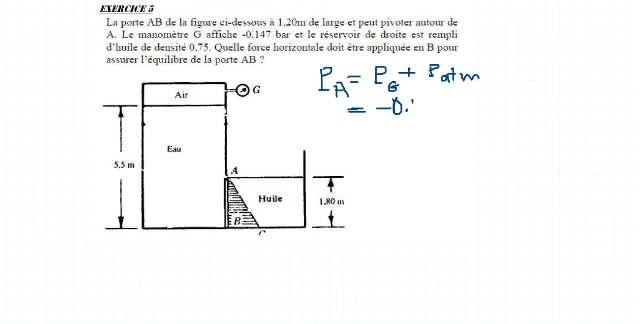 EXERCICE 5
La porte AB de la figure ci-dessous à 1,20m de large et peut pivoter autour de
A. Le manomètre G affiche -0,147 bar et le réservoir de droite est rempli
d'huile de densité 0,75. Quelle force horizontale doit être appliquée en B pour
assurer l'équilibre de la porte AB ?
P_A = P_G + Patm
= -0.
Air
G
Eau
5,5 m
A
Huile
1,80 m
B
C